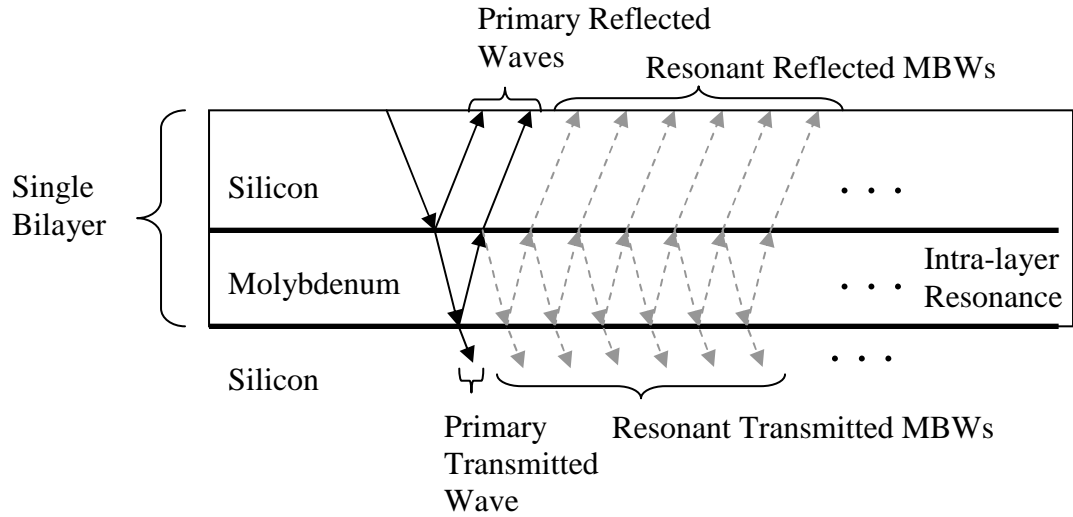 Primary Reflected
Waves
Resonant Reflected MBWs
Single
Bilayer
Silicon
. . .
Molybdenum
. . .
Intra-layer
Resonance
Silicon
. . .
Primary
Transmitted
Wave
Resonant Transmitted MBWs